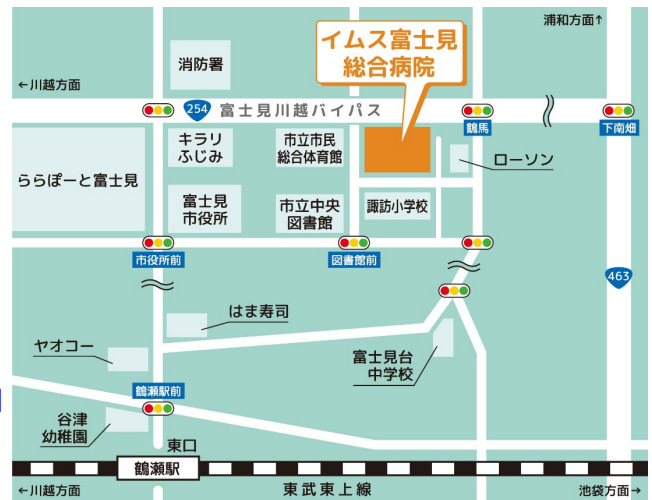 浦和方面↑
イムス富士見
総合病院
消防署
←川越方面
254
富士見川越バイパス
鶴馬
下南畑
キラリ
ふじみ
市立市民
総合体育館
ローソン
ららぽーと富士見
富士見
市役所
市立中央
図書館
諏訪小学校
市役所前
図書館前
463
はま寿司
ヤオコー
富士見台
中学校
鶴瀬駅前
谷津
幼稚園
東口
鶴瀬駅
←川越方面
東武東上線
池袋方面→